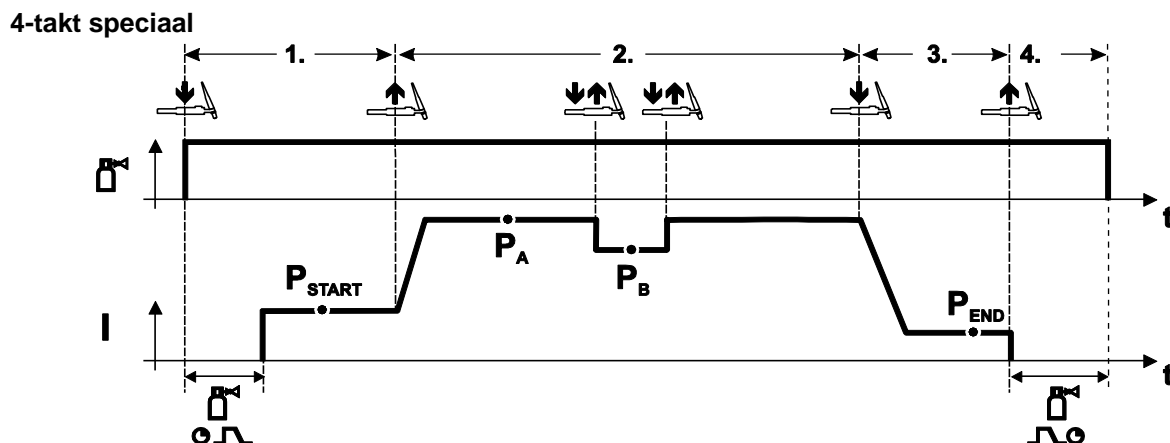 4-takt speciaal
1. 2. 3. 4.
t
P_A
P_B
P_START
P_END
I
t